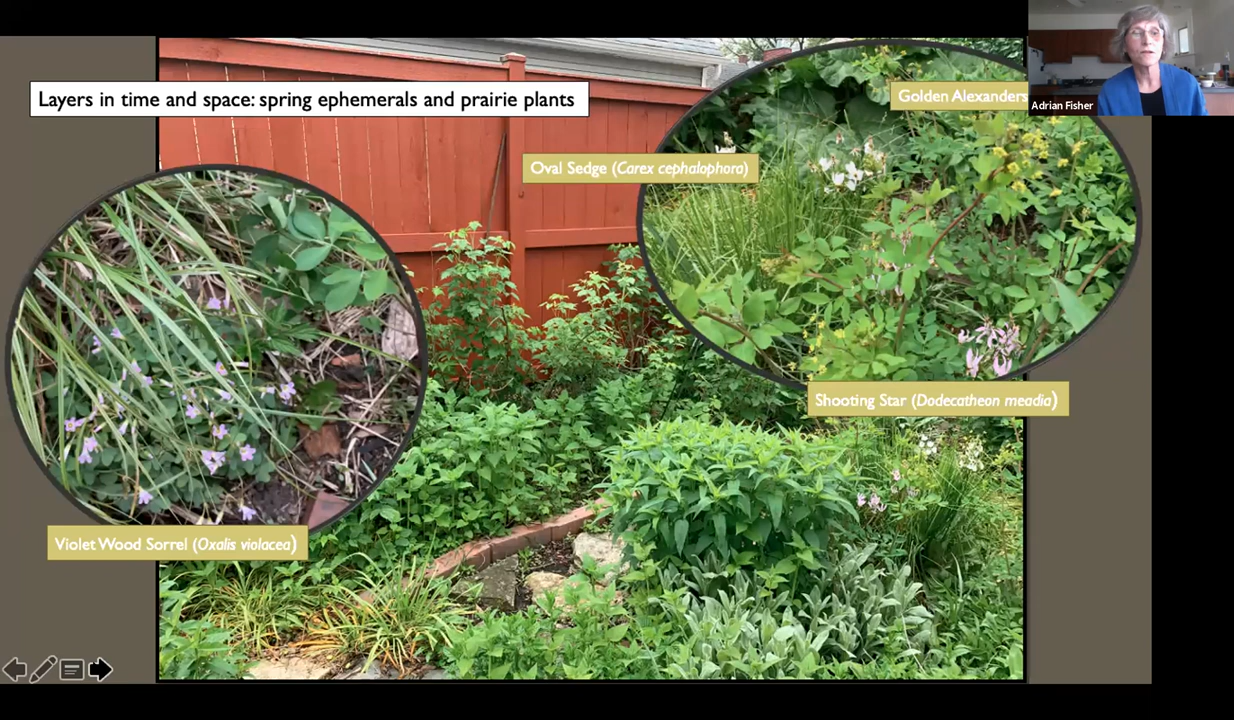 Layers in time and space: spring ephemerals and prairie plants
Golden Alexanders
Adrian Fisher
Oval Sedge (Carex cephalophora)
Shooting Star (Dodecatheon meadia)
Violet Wood Sorrel (Oxalis violacea)